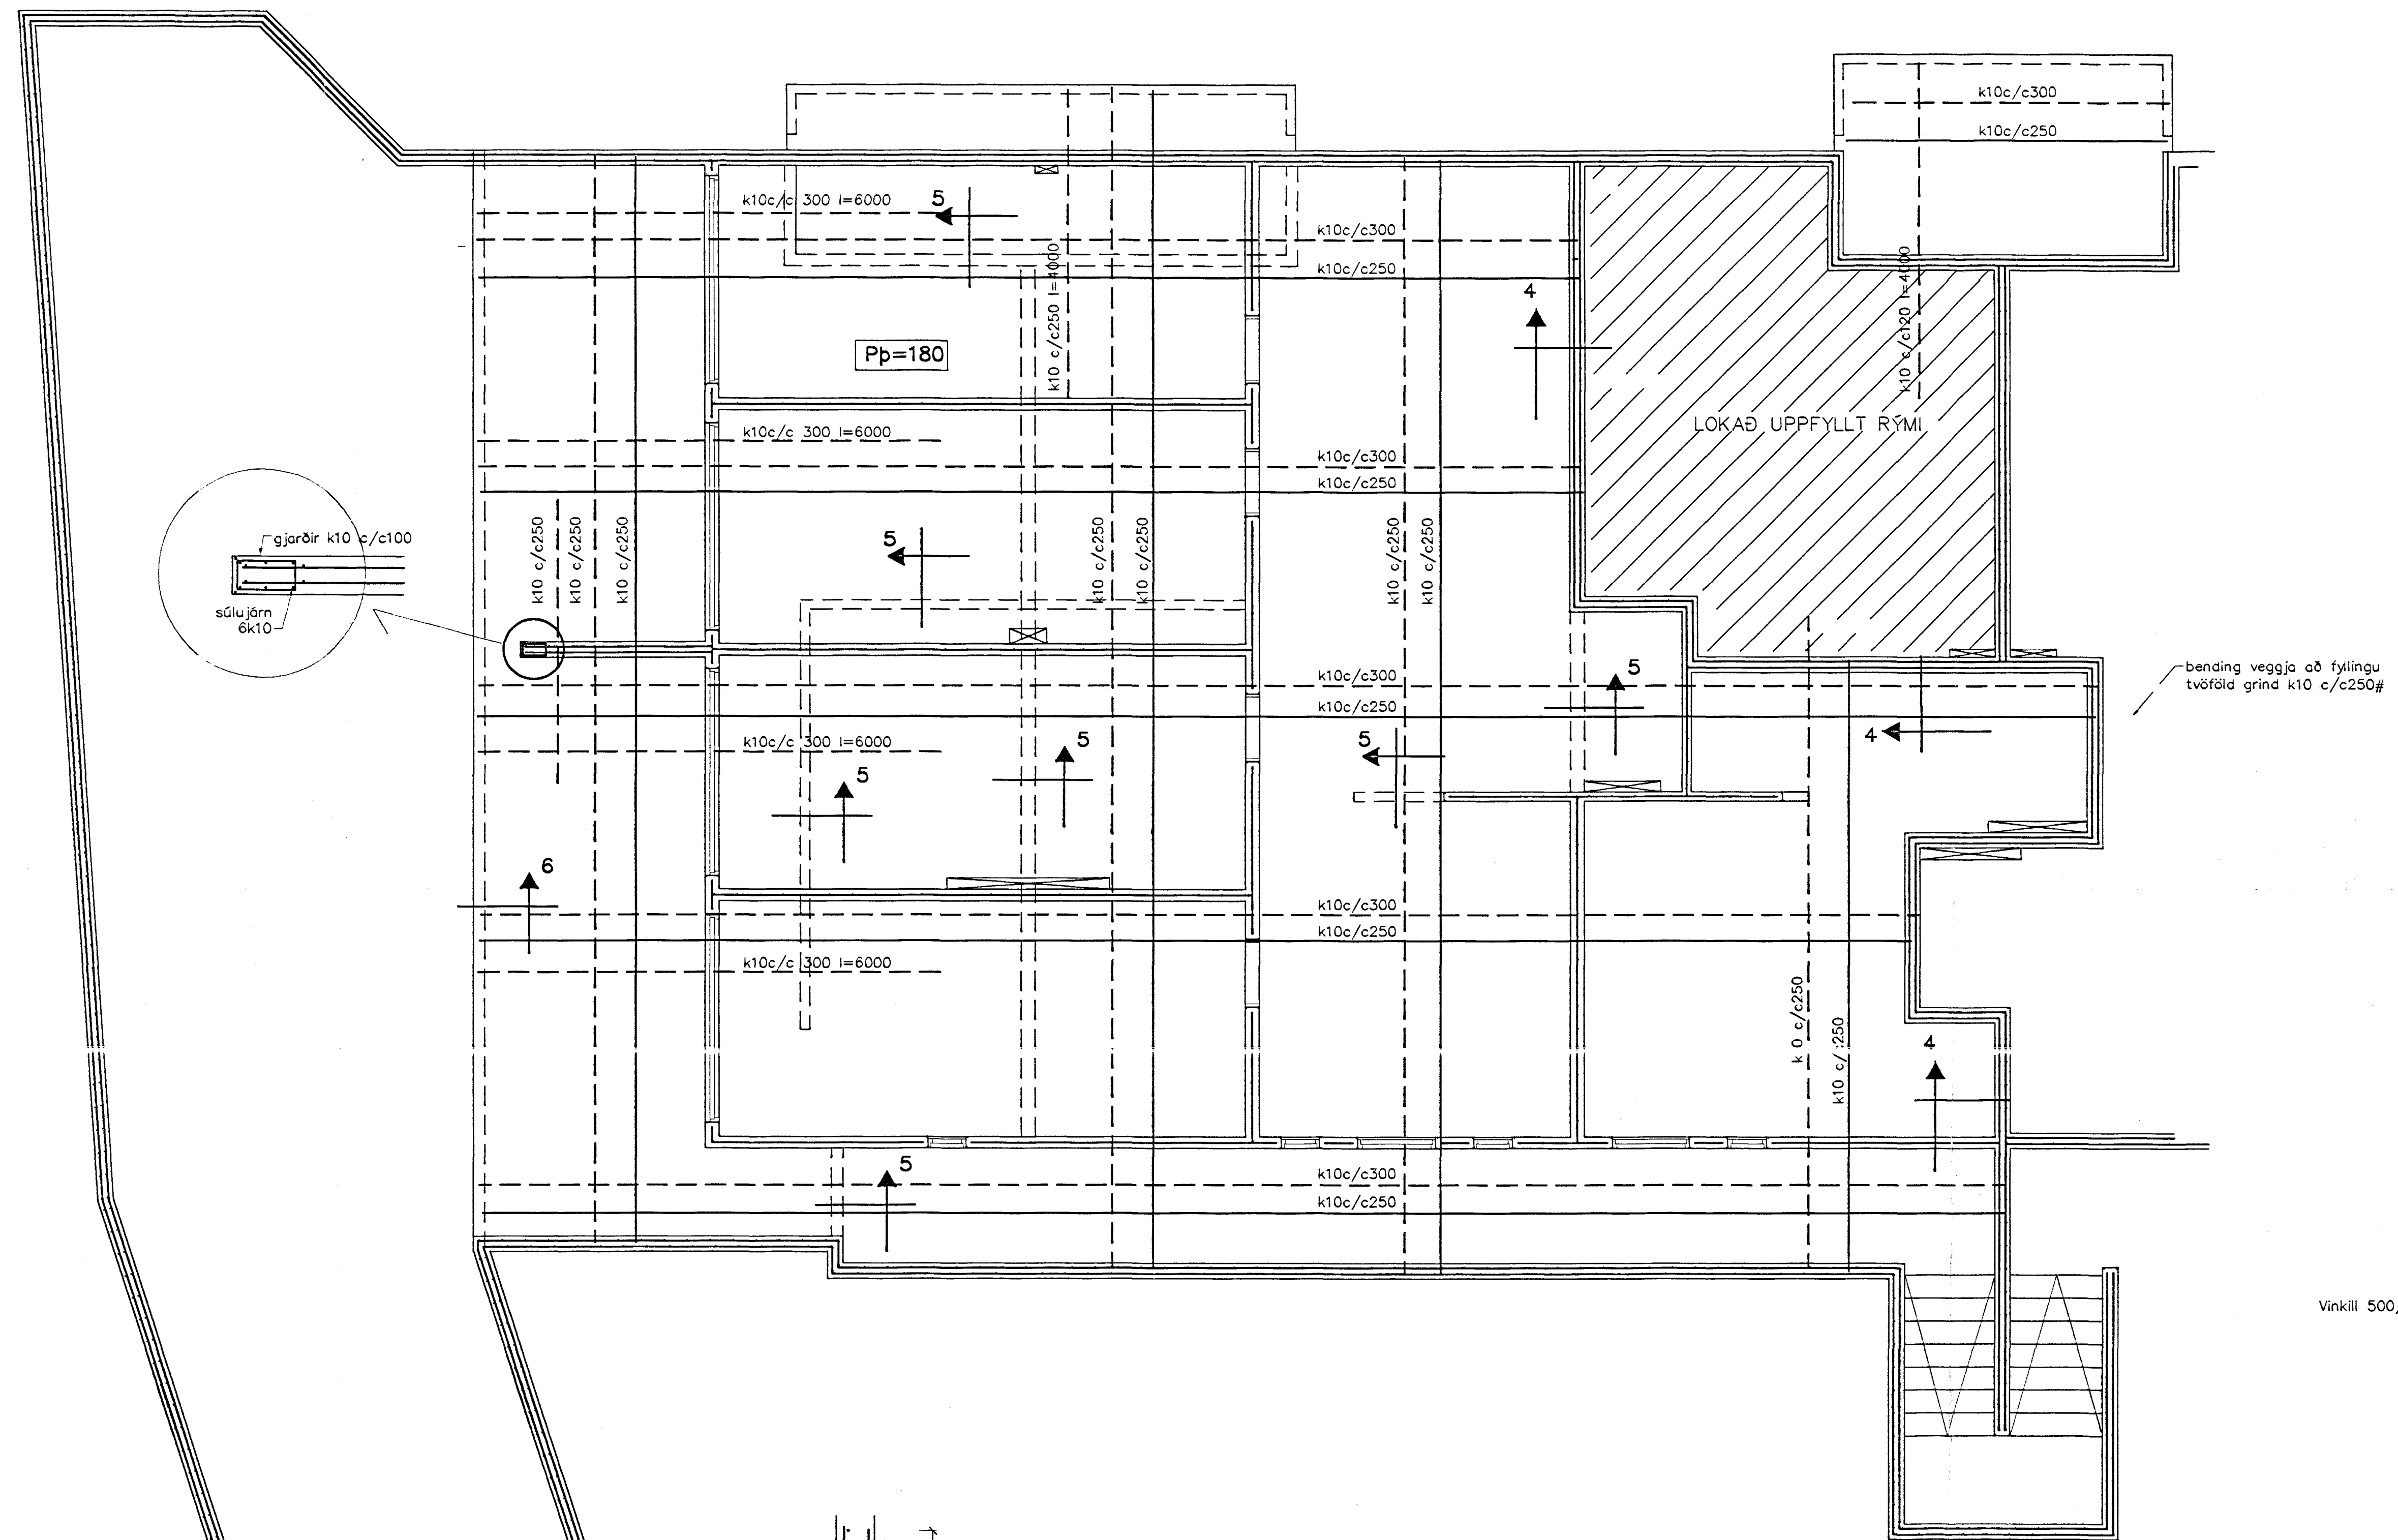 k10c/c300
k10c/c250
k10c/c 300 l=6000
5
k10c/c300
k10c/c250
k10 c/c250 l=4000
k10 c/c120 l=4000
4
Pþ=180
LOKAÐ UPPFYLLT RÝMI
k10c/c 300 l=6000
k10c/c300
k10c/c250
gjarðir k10 c/c100
súlujárn
6k10
k10 c/c250
k10 c/c250
k10 c/c250
5
k10 c/c250
k10 c/c250
k10 c/c250
k10 c/c250
k10c/c300
k10c/c250
5
bending veggja að fyllingu
tvöföld grind k10 c/c250#
k10c/c 300 l=6000
5
5
5
4
6
k10c/c300
k10c/c250
k10c/c 300 l=6000
k 0 c/c250
k10 c/ :250
4
5
k10c/c300
k10c/c250
Vinkill 500,